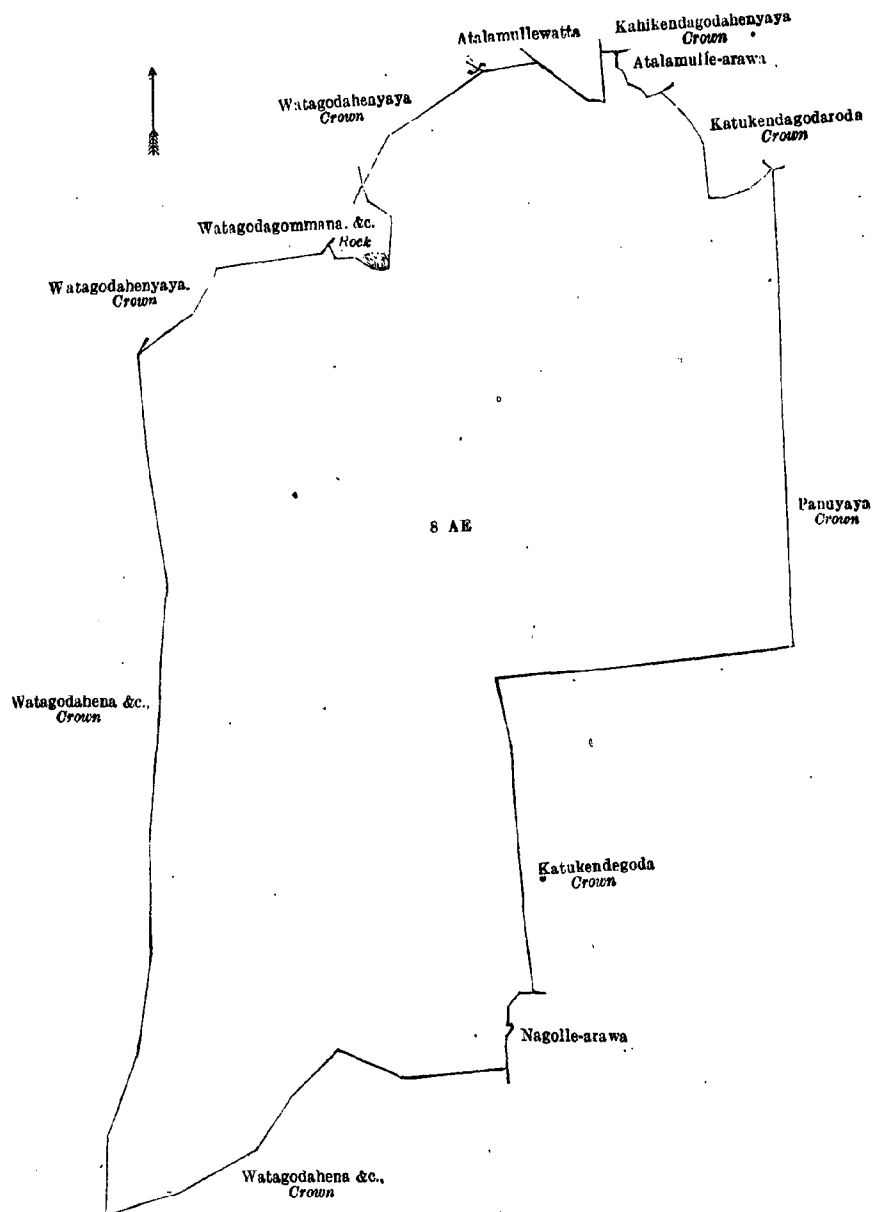 Atalamullewatta
Kahikendagodahenyaya
Crown
Atalamulle-arawa
Watagodahenyaya
Crown
Katukendagodaroda
Crown
Watagodagommana. &c.
Rock
Watagodahenyaya.
Crown
Panuyaya
Crown
8 AE
Watagodahena &c.,
Crown
Katukendegoda
Crown
Nagolle-arawa
Watagodahena &c.,
Crown